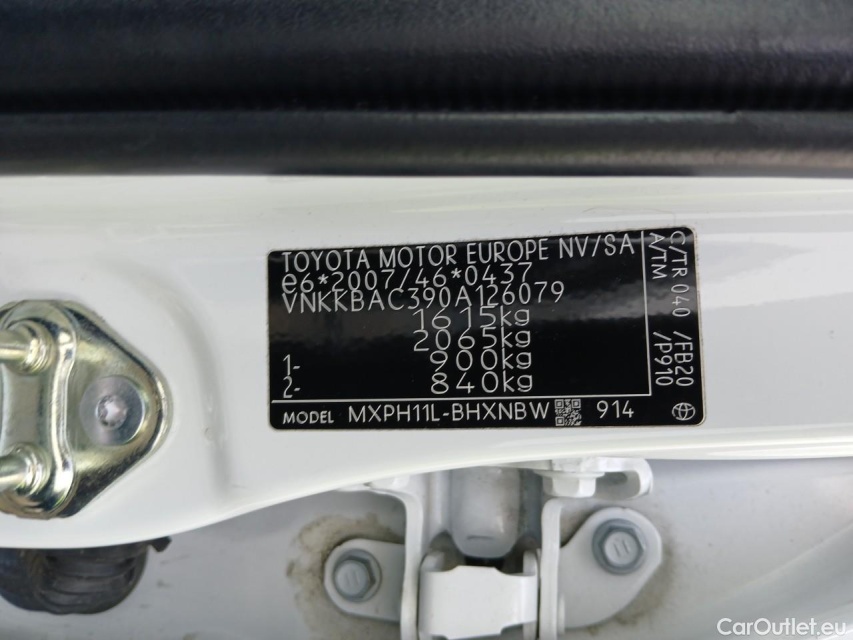 TOYOTA MOTOR EUROPE NV/SA
e6*2007/46*0437
VNKKBAC390A126079
1615kg
2065kg
1- 900kg
2- 840kg
MODEL MXPH11L-BHXNBW 914
C/TR 040 /FB20
A/TM /P910
CarOutlet.eu